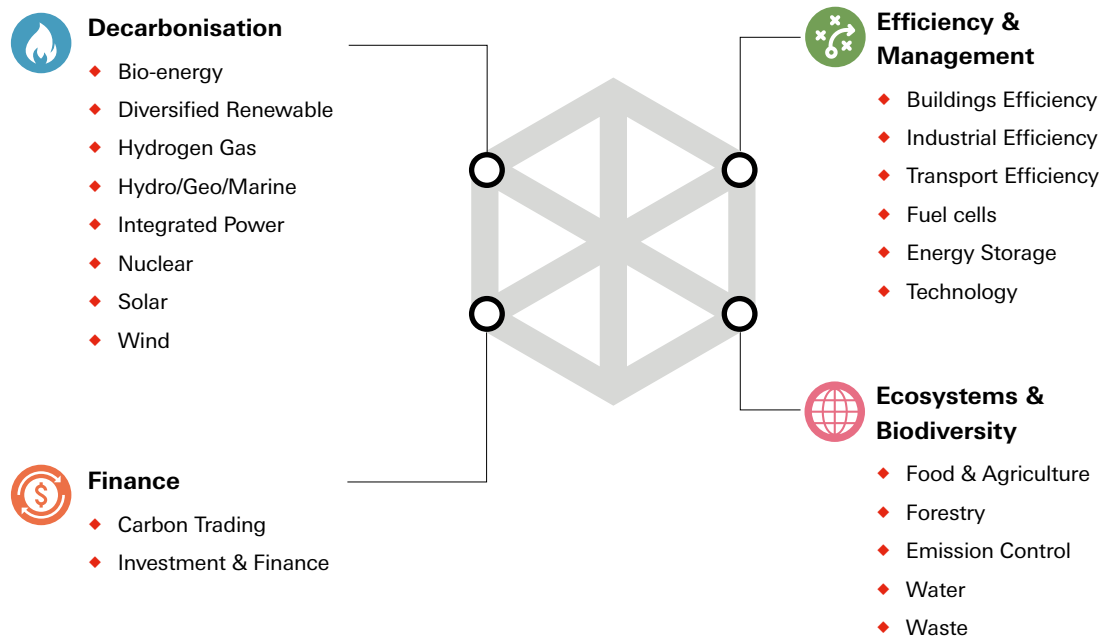 Decarbonisation
Bio-energy
Diversified Renewable
Hydrogen Gas
Hydro/Geo/Marine
Integrated Power
Nuclear
Solar
Wind
Finance
$
Carbon Trading
Investment & Finance
Efficiency &
Management
Buildings Efficiency
Industrial Efficiency
Transport Efficiency
Fuel cells
Energy Storage
Technology
Ecosystems &
Biodiversity
Food & Agriculture
Forestry
Emission Control
Water
Waste